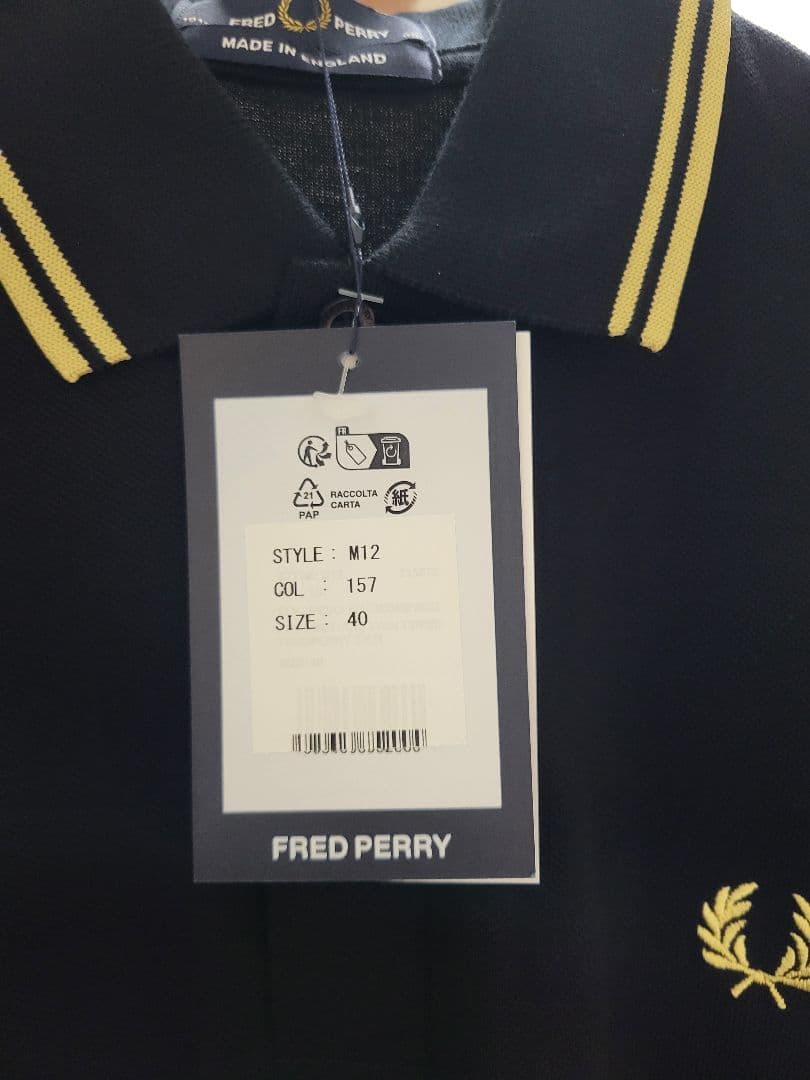 FRED PERRY
MADE IN ENGLAND
FR
21
PAP
RACCOLTA
CARTA
紙
STYLE : M12
COL : 157
SIZE : 40
FRED PERRY